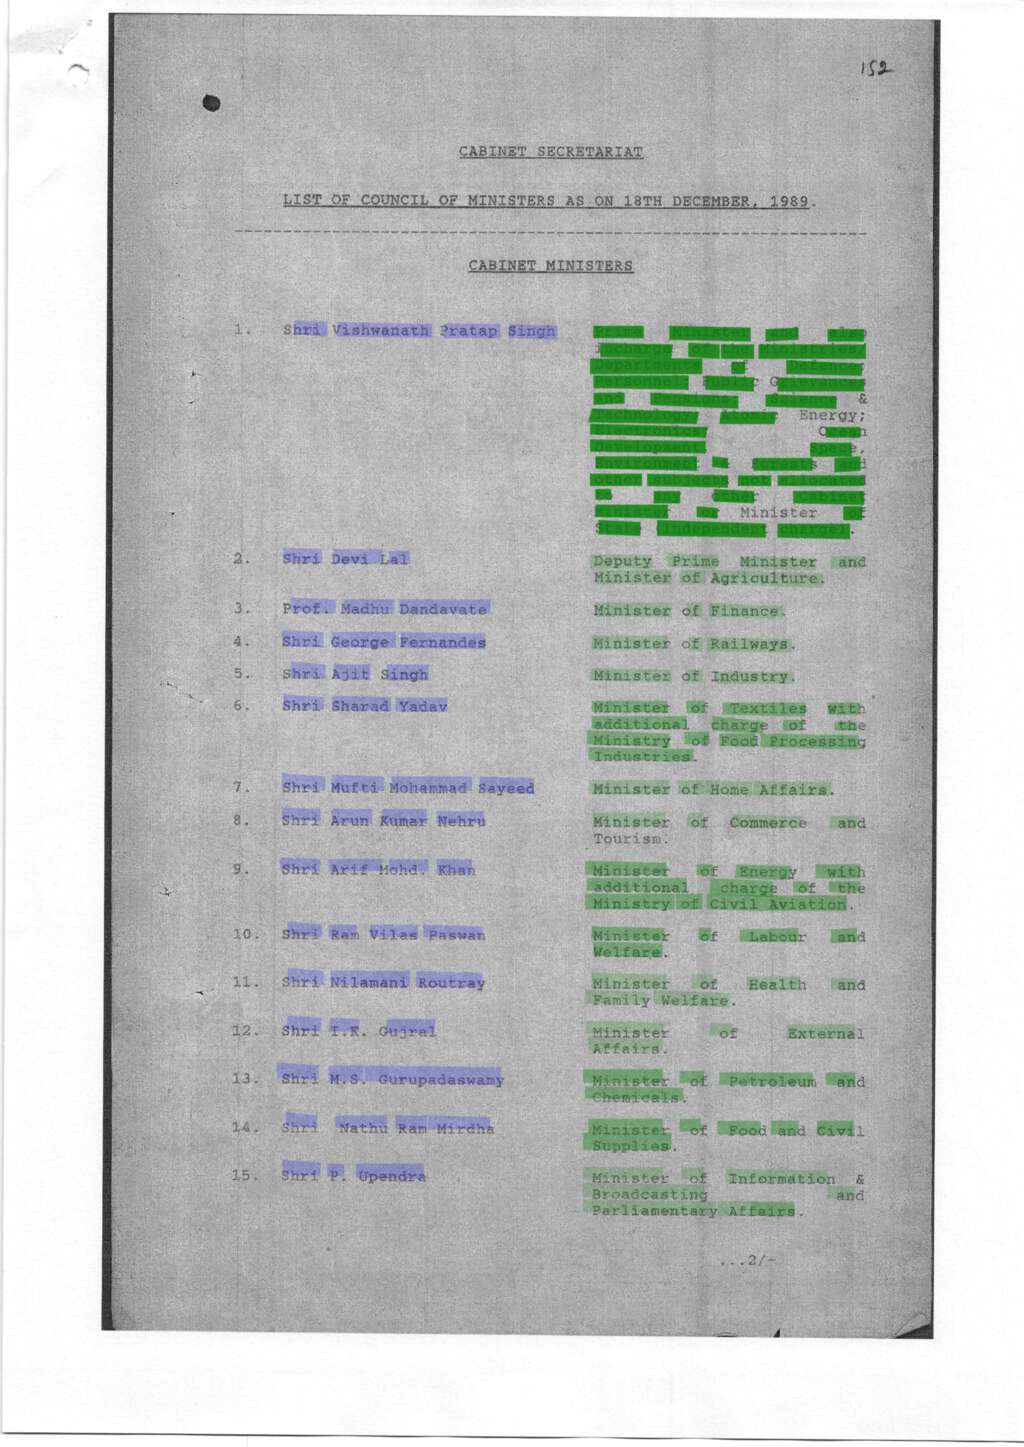 152
CABINET SECRETARIAT
LIST OF COUNCIL OF MINISTERS AS ON 18TH DECEMBER, 1989.
CABINET MINISTERS
1. Shri Vishwanath Pratap Singh Prime Minister and also
incharge of the Ministries/
Departments of Defence;
Personnel, Public Grievances
and Pensions; Science &
Technology; Atomic Energy;
Electronics, Ocean
Development, Space,
Environment & Forests and
other subjects not allocated
to any other Cabinet
Minister or Minister of
State (Independent charge).
2. Shri Devi Lal Deputy Prime Minister and
Minister of Agriculture.
3. Prof. Madhu Dandavate Minister of Finance.
4. Shri George Fernandes Minister of Railways.
5. Shri Ajit Singh Minister of Industry.
6. Shri Sharad Yadav Minister of Textiles with
additional charge of the
Ministry of Food Processing
Industries.
7. Shri Mufti Mohammad Sayeed Minister of Home Affairs.
8. Shri Arun Kumar Nehru Minister of Commerce and
Tourism.
9. Shri Arif Mohd. Khan Minister of Energy with
additional charge of the
Ministry of Civil Aviation.
10. Shri Ram Vilas Paswan Minister of Labour and
Welfare.
11. Shri Nilamani Routray Minister of Health and
Family Welfare.
12. Shri I.K. Gujral Minister of External
Affairs.
13. Shri M.S. Gurupadaswamy Minister of Petroleum and
Chemicals.
14. Shri Nathu Ram Mirdha Minister of Food and Civil
Supplies.
15. Shri P. Upendra Minister of Information &
Broadcasting and
Parliamentary Affairs.
...2/-